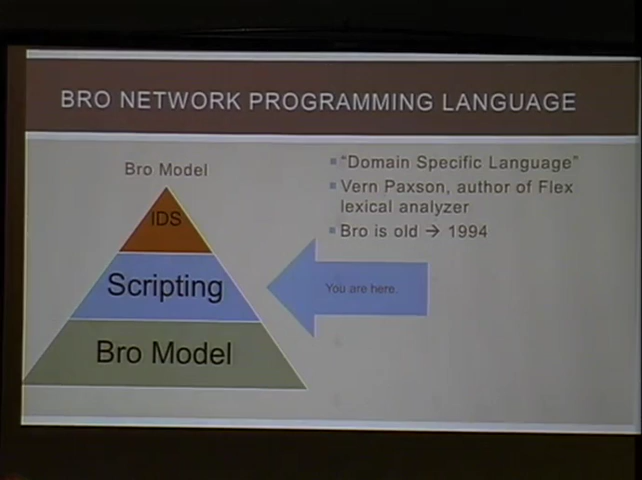 BRO NETWORK PROGRAMMING LANGUAGE
Bro Model
IDS
Scripting
Bro Model
"Domain Specific Language"
Vern Paxson, author of Flex
lexical analyzer
Bro is old → 1994
You are here.